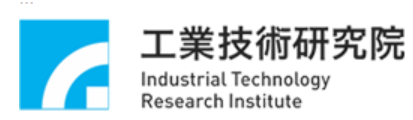 ...
工業技術研究院
Industrial Technology
Research Institute